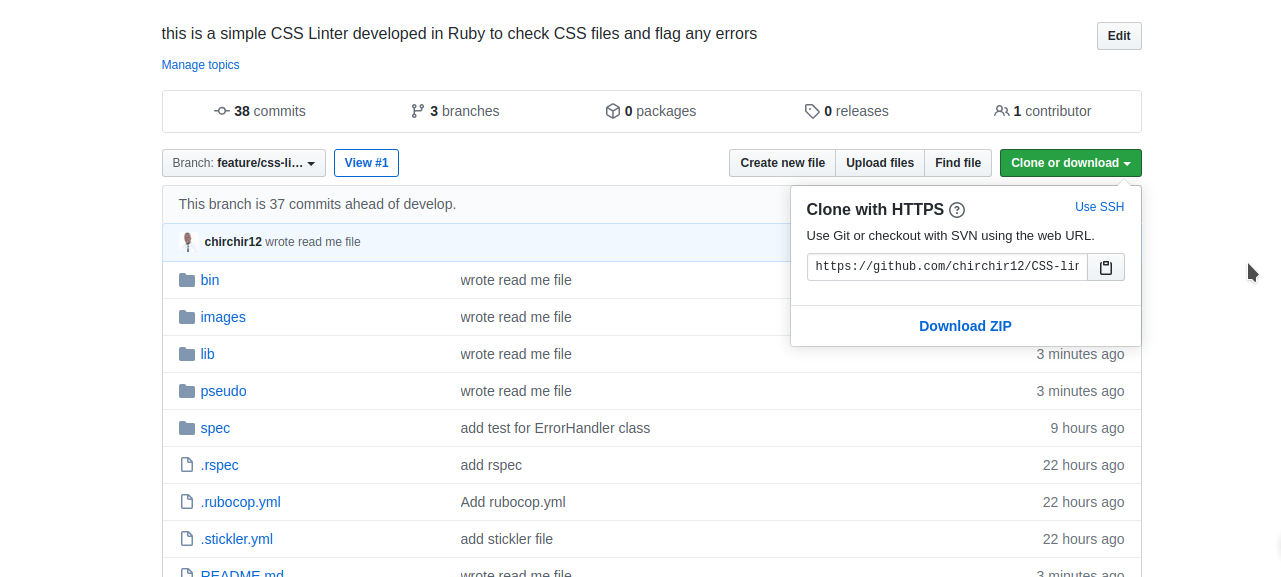 this is a simple CSS Linter developed in Ruby to check CSS files and flag any errors
Edit
Manage topics
38 commits 3 branches 0 packages 0 releases 1 contributor
Branch: feature/css-li... View #1 Create new file Upload files Find file Clone or download
This branch is 37 commits ahead of develop.
Clone with HTTPS ? Use SSH
Use Git or checkout with SVN using the web URL.
https://github.com/chirchir12/CSS-lin
Download ZIP
chirchir12 wrote read me file
bin wrote read me file
images wrote read me file
lib wrote read me file 3 minutes ago
pseudo wrote read me file 3 minutes ago
spec add test for ErrorHandler class 9 hours ago
.rspec add rspec 22 hours ago
.rubocop.yml Add rubocop.yml 22 hours ago
.stickler.yml add stickler file 22 hours ago
README.md wrote read me file 3 minutes ago